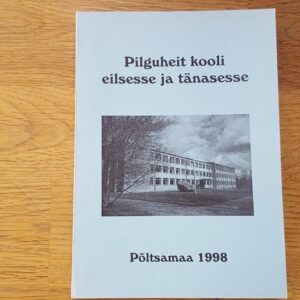 Pilguheit kooli
eilsesse ja tänasesse
Põltsamaa 1998